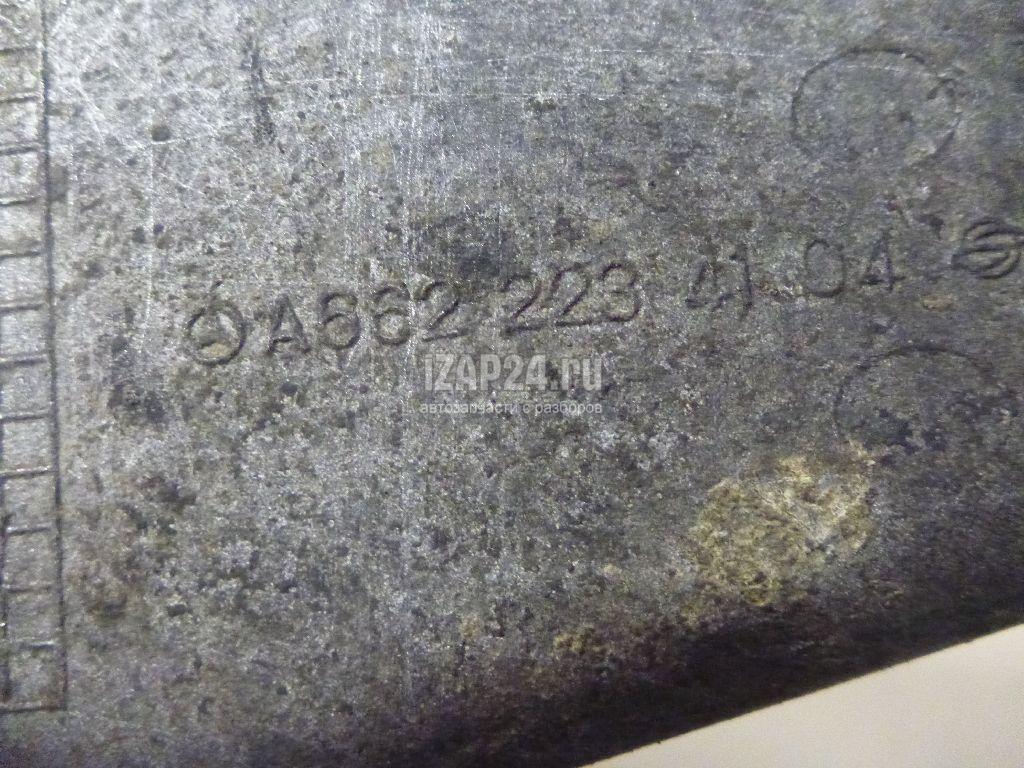 A662 223 41 04
iZAP24.ru
автозапчасти с разборов